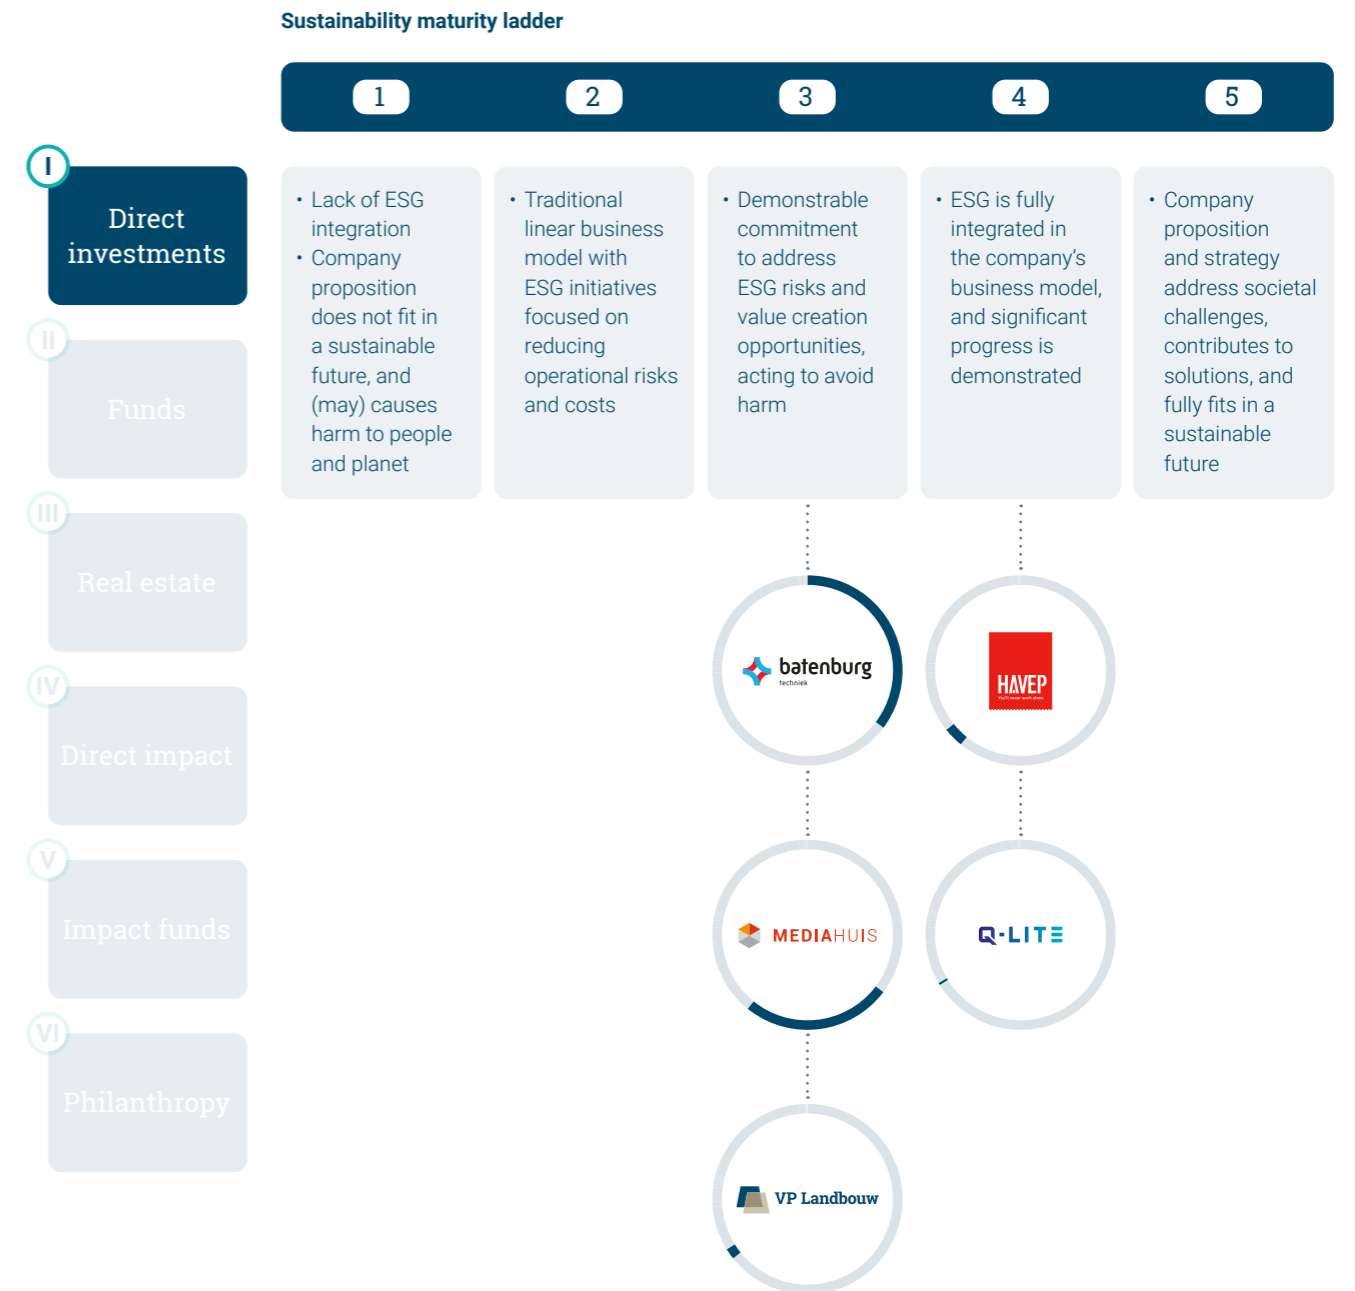 Sustainability maturity ladder
1
2
3
4
5
I
Direct
investments
II
Funds
III
Real estate
IV
Direct impact
V
Impact funds
VI
Philanthropy
• Lack of ESG
integration
• Company
proposition
does not fit in
a sustainable
future, and
(may) causes
harm to people
and planet
• Traditional
linear business
model with
ESG initiatives
focused on
reducing
operational risks
and costs
• Demonstrable
commitment
to address
ESG risks and
value creation
opportunities,
acting to avoid
harm
• ESG is fully
integrated in
the company's
business model,
and significant
progress is
demonstrated
• Company
proposition
and strategy
address societal
challenges,
contributes to
solutions, and
fully fits in a
sustainable
future
batenburg
techniek
MEDIAHUIS
VP Landbouw
HAVEP
You'll never work alone
Q-LITE